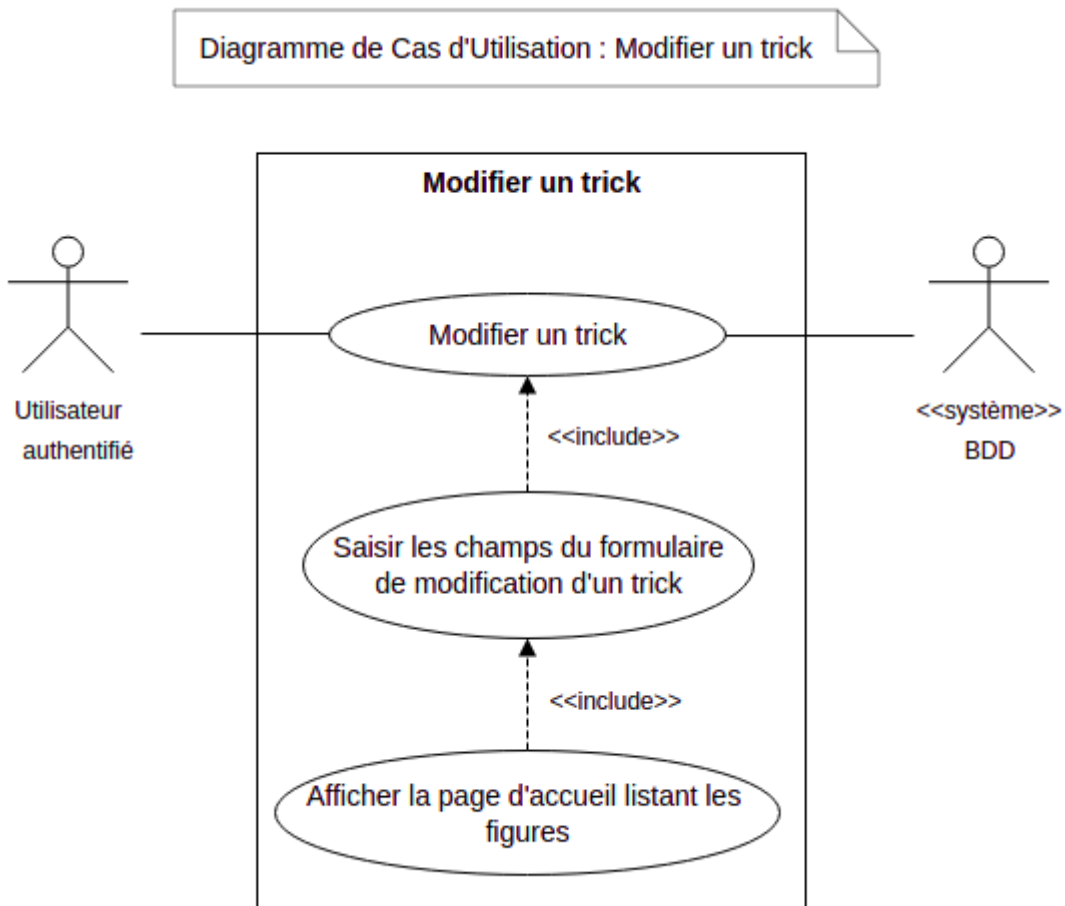 Diagramme de Cas d'Utilisation : Modifier un trick
Modifier un trick
Modifier un trick
Utilisateur
authentifié
<<système>>
BDD
<<include>>
Saisir les champs du formulaire
de modification d'un trick
<<include>>
Afficher la page d'accueil listant les
figures